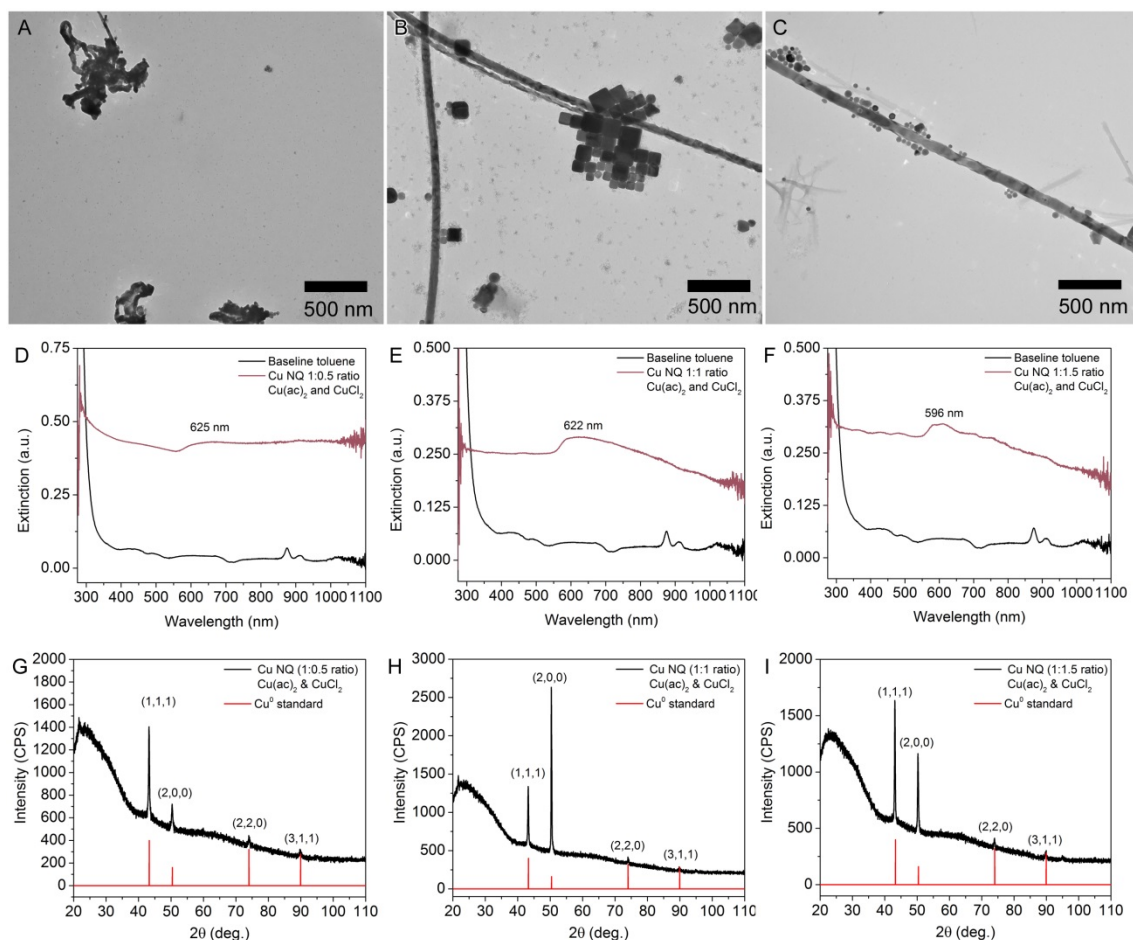 A
500 nm
B
500 nm
C
500 nm
D
0.75
0.50
0.25
0.00
Extinction (a.u.)
Baseline toluene
Cu NQ 1:0.5 ratio
Cu(ac)₂ and CuCl₂
625 nm
300 400 500 600 700 800 900 1000 1100
Wavelength (nm)
E
0.500
0.375
0.250
0.125
0.000
Extinction (a.u.)
Baseline toluene
Cu NQ 1:1 ratio
Cu(ac)₂ and CuCl₂
622 nm
300 400 500 600 700 800 900 1000 1100
Wavelength (nm)
F
0.500
0.375
0.250
0.125
0.000
Extinction (a.u.)
Baseline toluene
Cu NQ 1:1.5 ratio
Cu(ac)₂ and CuCl₂
596 nm
300 400 500 600 700 800 900 1000 1100
Wavelength (nm)
G
2000
1800
1600
1400
1200
1000
800
600
400
200
0
Intensity (CPS)
Cu NQ (1:0.5 ratio)
Cu(ac)₂ & CuCl₂
Cu⁰ standard
(1,1,1)
(2,0,0)
(2,2,0)
(3,1,1)
20 30 40 50 60 70 80 90 100 110
2θ (deg.)
H
3000
2500
2000
1500
1000
500
0
Intensity (CPS)
Cu NQ (1:1 ratio)
Cu(ac)₂ & CuCl₂
Cu⁰ standard
(2,0,0)
(1,1,1)
(2,2,0)
(3,1,1)
20 30 40 50 60 70 80 90 100 110
2θ (deg.)
I
2000
1500
1000
500
0
Intensity (CPS)
Cu NQ (1:1.5 ratio)
Cu(ac)₂ & CuCl₂
Cu⁰ standard
(1,1,1)
(2,0,0)
(2,2,0)
(3,1,1)
20 30 40 50 60 70 80 90 100 110
2θ (deg.)